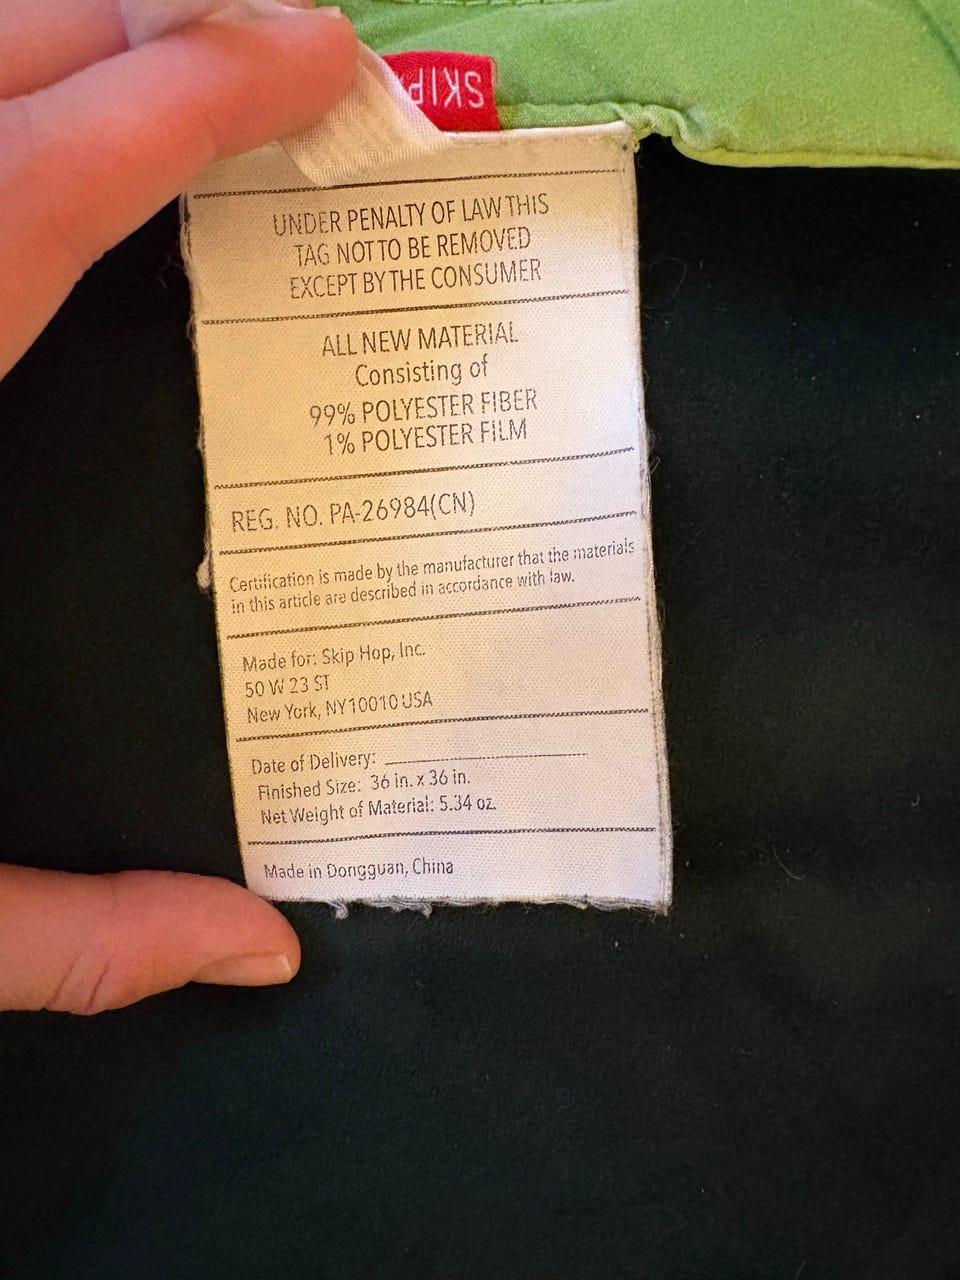 SKIP
UNDER PENALTY OF LAW THIS
TAG NOT TO BE REMOVED
EXCEPT BY THE CONSUMER
ALL NEW MATERIAL
Consisting of
99% POLYESTER FIBER
1% POLYESTER FILM
REG. NO. PA-26984(CN)
Certification is made by the manufacturer that the materials
in this article are described in accordance with law.
Made for: Skip Hop, Inc.
50 W 23 ST
New York, NY10010 USA
Date of Delivery:
Finished Size: 36 in. x 36 in.
Net Weight of Material: 5.34 oz.
Made in Dongguan, China